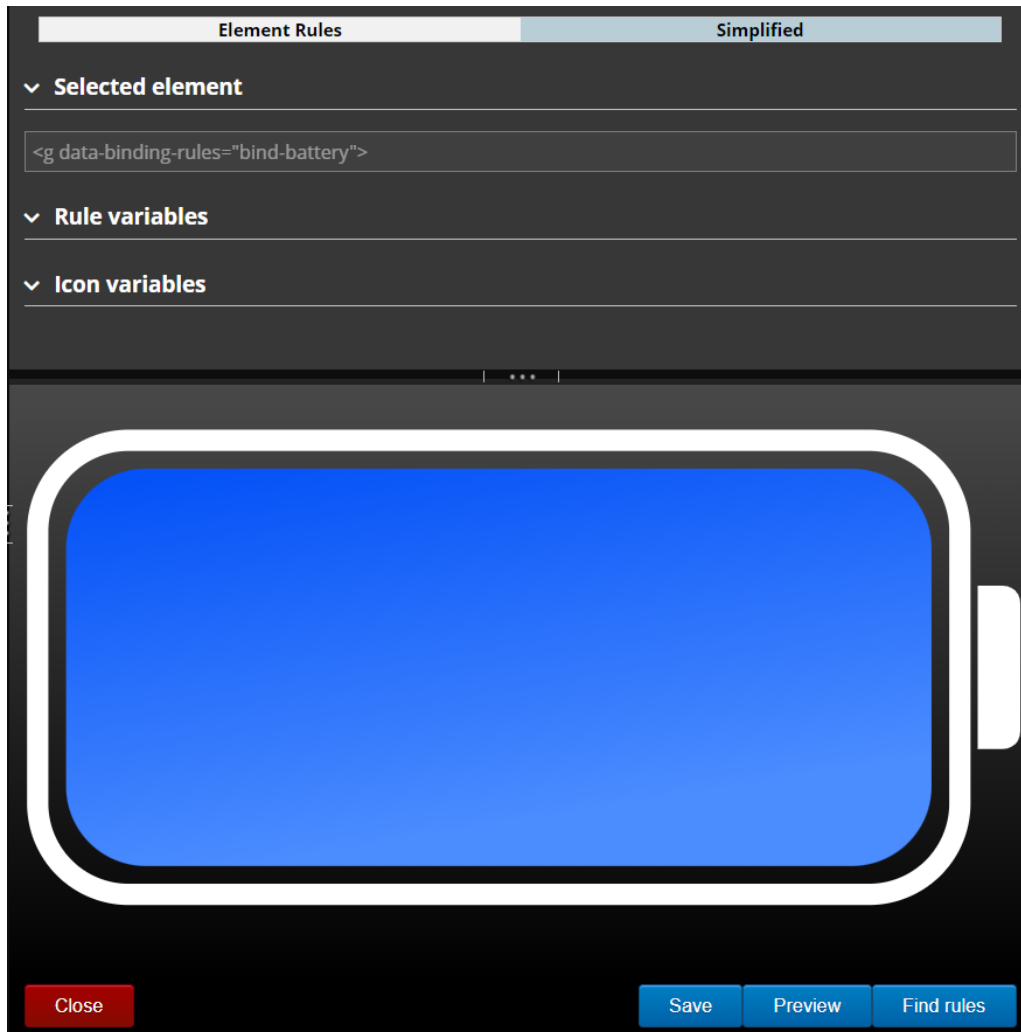 Element Rules
Simplified
Selected element
<g data-binding-rules="bind-battery">
Rule variables
Icon variables
Close
Save
Preview
Find rules